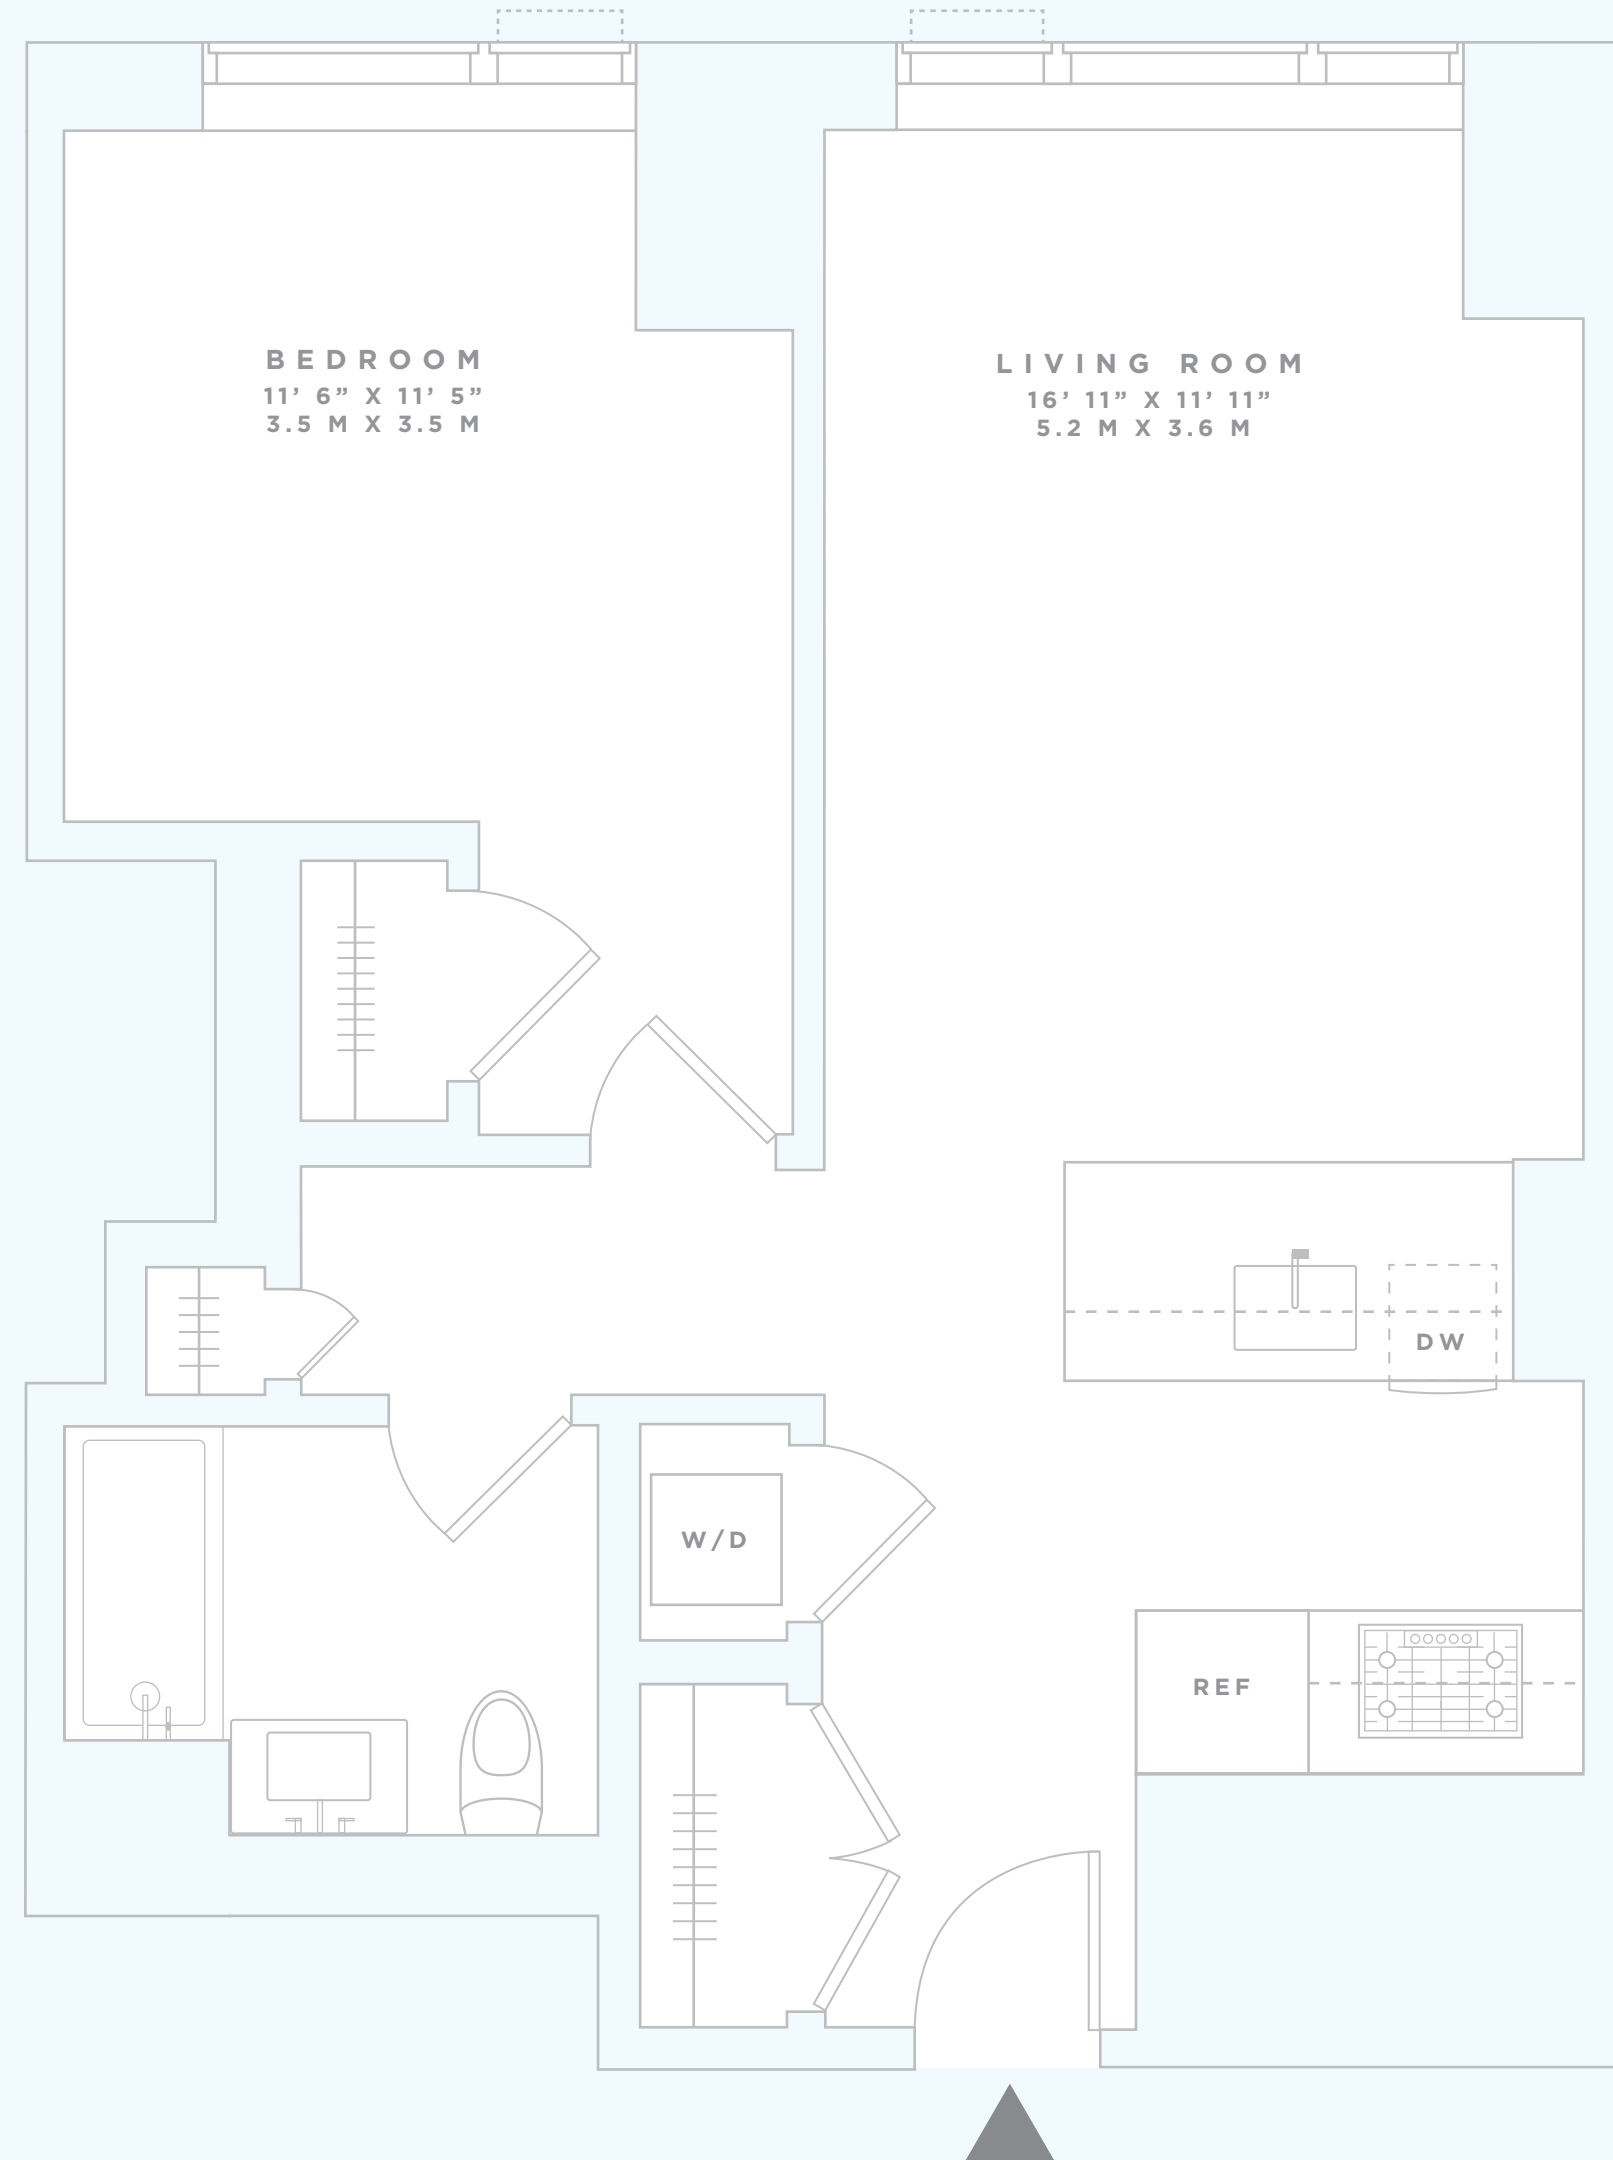 BEDROOM
11’ 6” X 11’ 5”
3.5 M X 3.5 M
LIVING ROOM
16’ 11” X 11’ 11”
5.2 M X 3.6 M
DW
W/D
REF